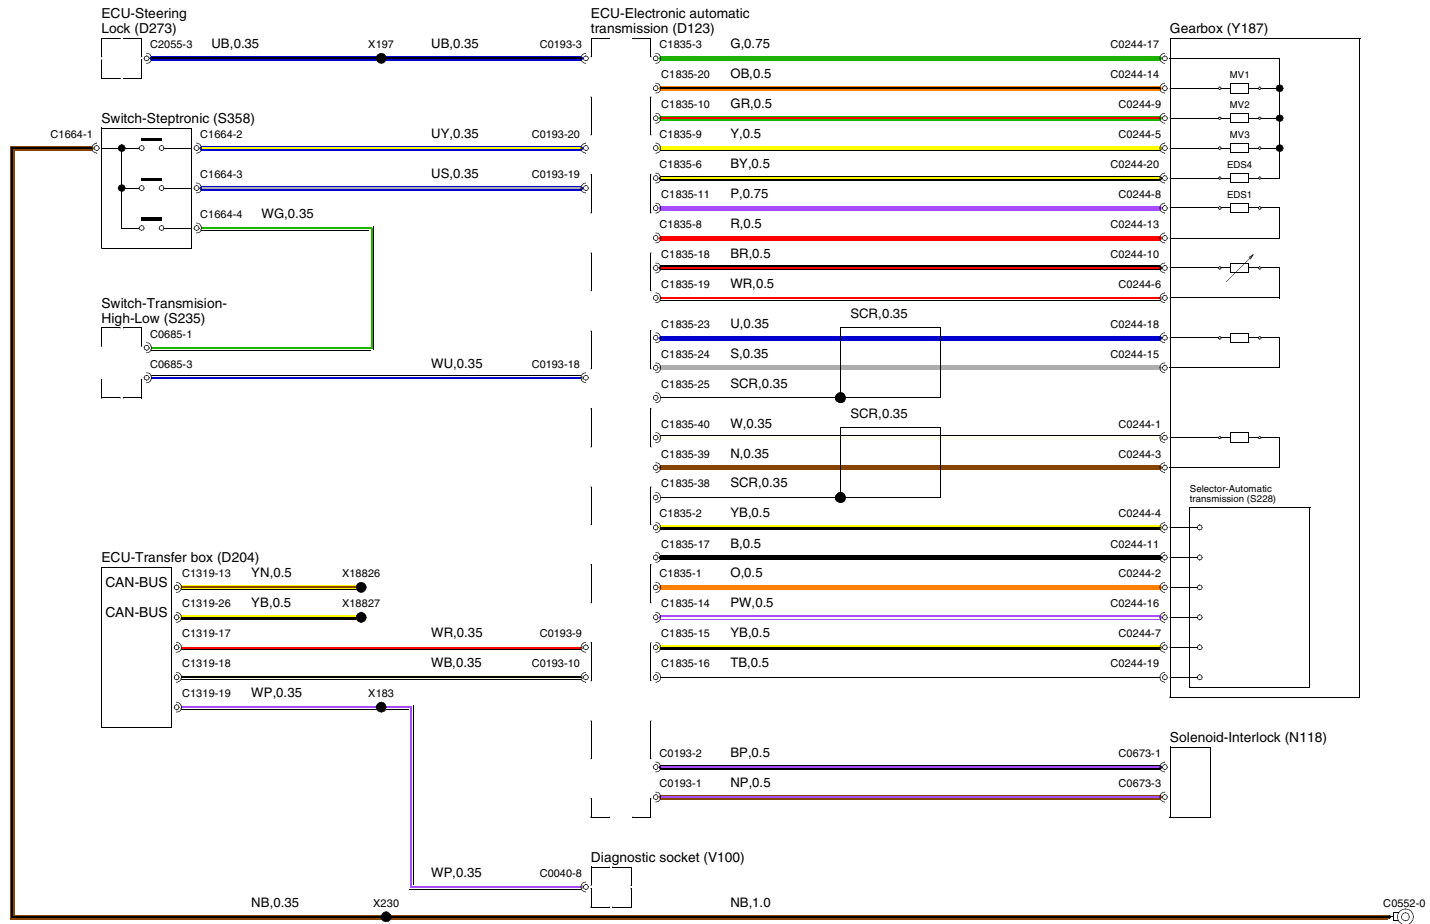 ECU-Steering
Lock (D273)
C2055-3 UB,0.35 X197 UB,0.35 C0193-3
Switch-Steptronic (S358)
C1664-1 C1664-2 UY,0.35 C0193-20
C1664-3 US,0.35 C0193-19
C1664-4 WG,0.35
Switch-Transmision-
High-Low (S235)
C0685-1
C0685-3 WU,0.35 C0193-18
ECU-Transfer box (D204)
CAN-BUS C1319-13 YN,0.5 X18826
CAN-BUS C1319-26 YB,0.5 X18827
C1319-17 WR,0.35 C0193-9
C1319-18 WB,0.35 C0193-10
C1319-19 WP,0.35 X183
ECU-Electronic automatic
transmission (D123)
Gearbox (Y187)
C1835-3 G,0.75 C0244-17
C1835-20 OB,0.5 C0244-14 MV1
C1835-10 GR,0.5 C0244-9 MV2
C1835-9 Y,0.5 C0244-5 MV3
C1835-6 BY,0.5 C0244-20 EDS4
C1835-11 P,0.75 C0244-8 EDS1
C1835-8 R,0.5 C0244-13
C1835-18 BR,0.5 C0244-10
C1835-19 WR,0.5 C0244-6
SCR,0.35
C1835-23 U,0.35 C0244-18
C1835-24 S,0.35 C0244-15
C1835-25 SCR,0.35
SCR,0.35
C1835-40 W,0.35 C0244-1
C1835-39 N,0.35 C0244-3
C1835-38 SCR,0.35
Selector-Automatic
transmission (S228)
C1835-2 YB,0.5 C0244-4
C1835-17 B,0.5 C0244-11
C1835-1 O,0.5 C0244-2
C1835-14 PW,0.5 C0244-16
C1835-15 YB,0.5 C0244-7
C1835-16 TB,0.5 C0244-19
Solenoid-Interlock (N118)
C0193-2 BP,0.5 C0673-1
C0193-1 NP,0.5 C0673-3
Diagnostic socket (V100)
WP,0.35 C0040-8
NB,0.35 X230 NB,1.0 C0552-0